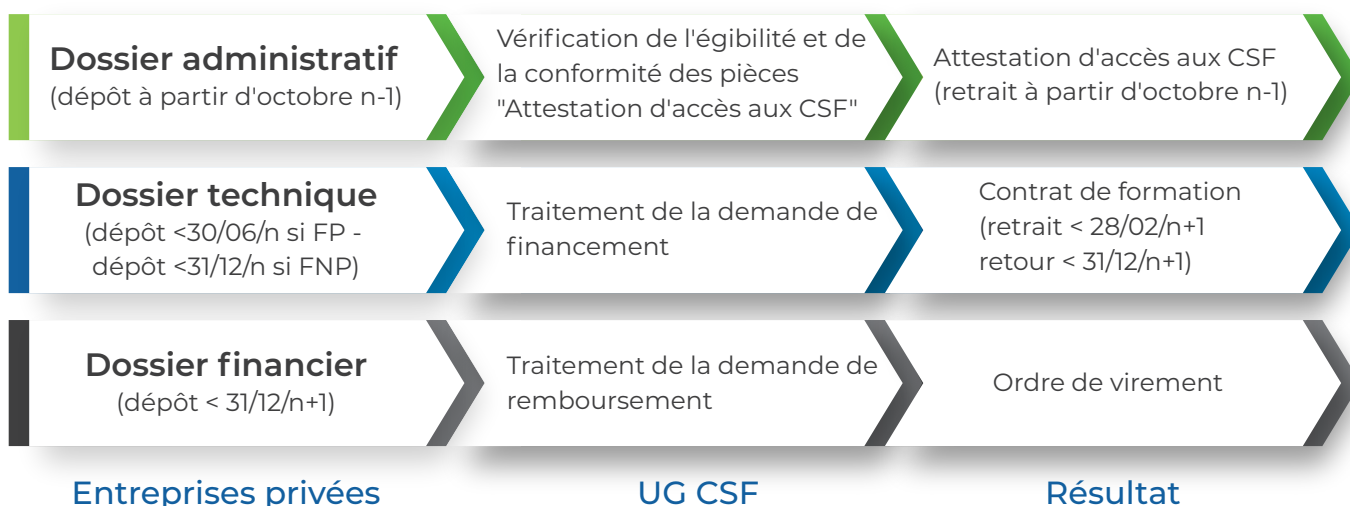 Dossier administratif
(dépôt à partir d'octobre n-1)
Vérification de l'égibilité et de
la conformité des pièces
"Attestation d'accès aux CSF"
Attestation d'accès aux CSF
(retrait à partir d'octobre n-1)
Dossier technique
(dépôt <30/06/n si FP -
dépôt <31/12/n si FNP)
Traitement de la demande de
financement
Contrat de formation
(retrait < 28/02/n+1
retour < 31/12/n+1)
Dossier financier
(dépôt < 31/12/n+1)
Traitement de la demande de
remboursement
Ordre de virement
Entreprises privées
UG CSF
Résultat